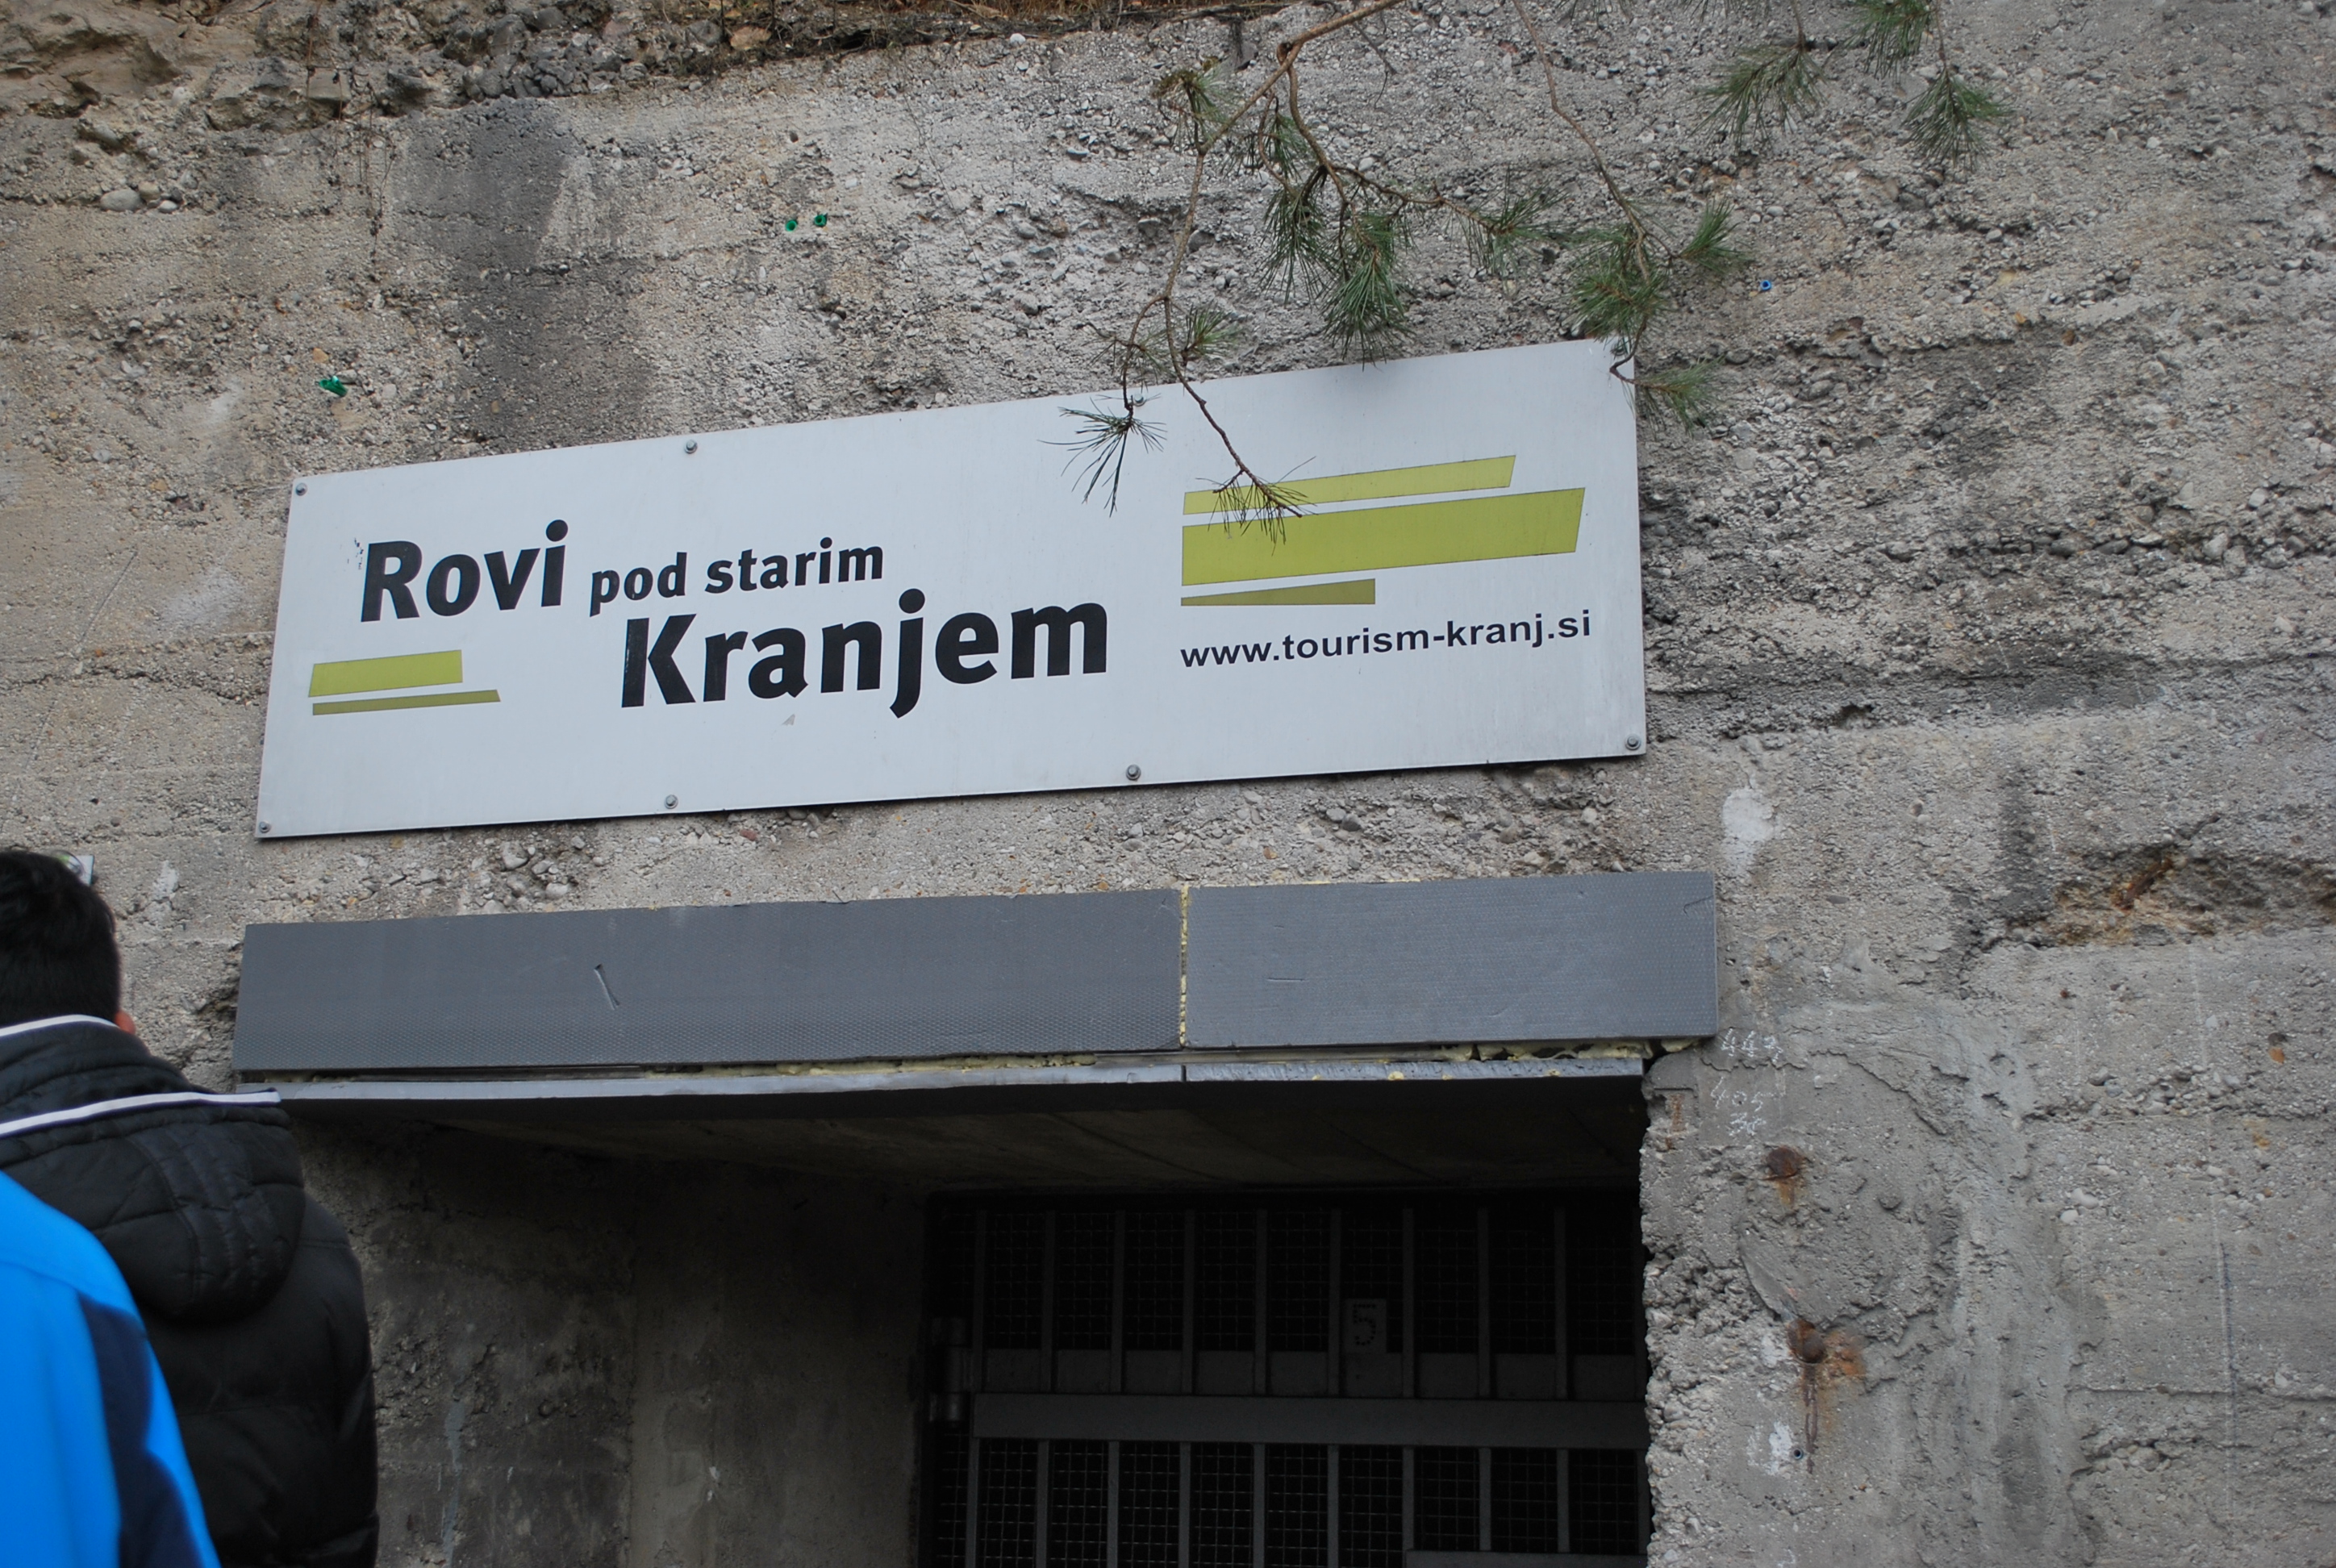 Rovi pod starim
Kranjem
www.tourism-kranj.si
5